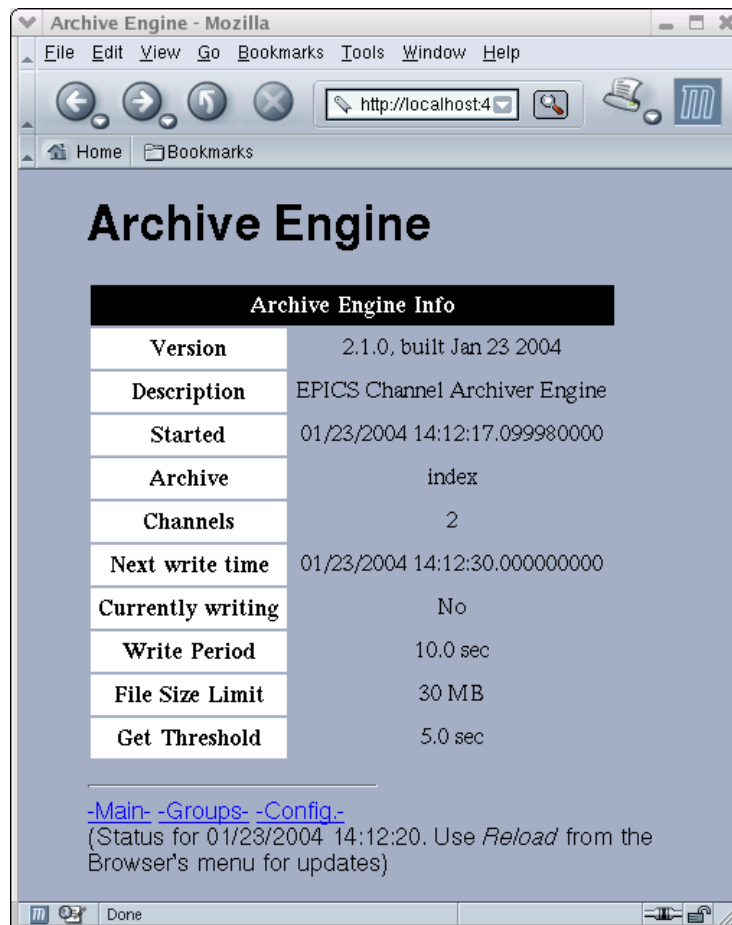 Archive Engine - Mozilla
File Edit View Go Bookmarks Tools Window Help
http://localhost:4
Home Bookmarks
Archive Engine
Archive Engine Info
Version 2.1.0, built Jan 23 2004
Description EPICS Channel Archiver Engine
Started 01/23/2004 14:12:17.099980000
Archive index
Channels 2
Next write time 01/23/2004 14:12:30.000000000
Currently writing No
Write Period 10.0 sec
File Size Limit 30 MB
Get Threshold 5.0 sec
-Main- -Groups- -Config.-
(Status for 01/23/2004 14:12:20. Use Reload from the
Browser's menu for updates)
Done